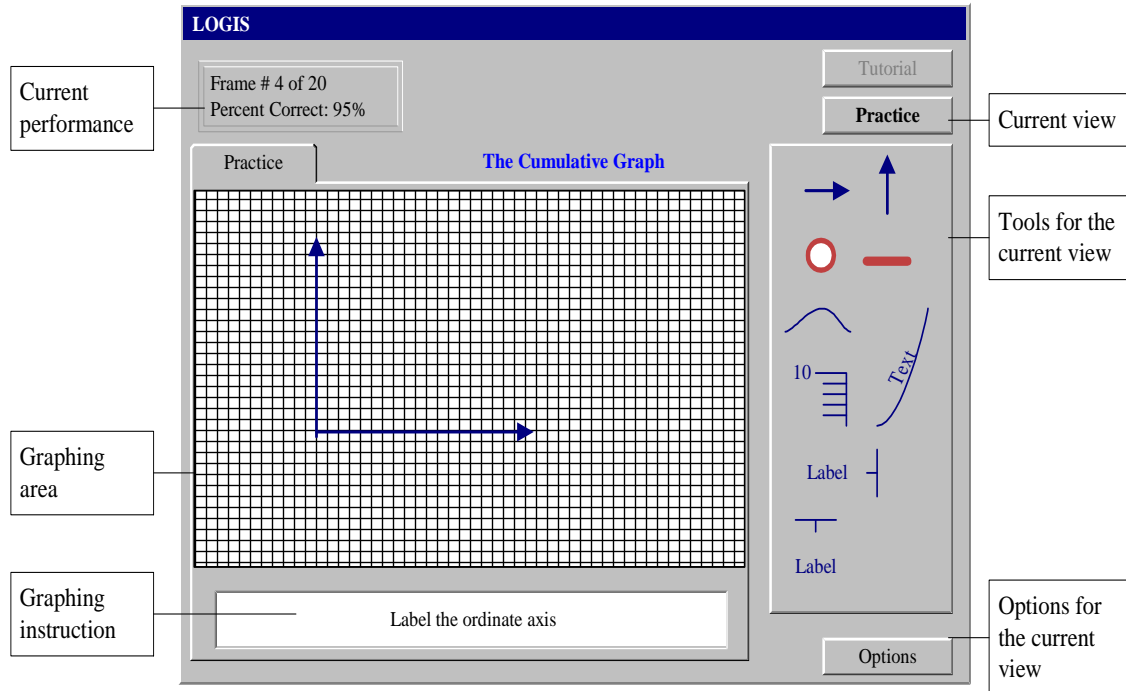 LOGIS
Frame # 4 of 20
Percent Correct: 95%
Tutorial
Practice
Current
performance
Current view
Practice
The Cumulative Graph
Tools for the
current view
10
Text
Label
Label
Graphing
area
Graphing
instruction
Label the ordinate axis
Options for
the current
view
Options